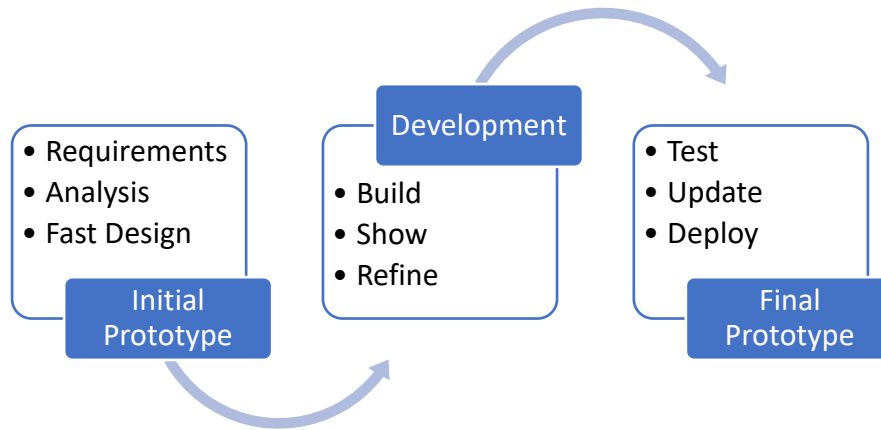 • Requirements
• Analysis
• Fast Design
Initial
Prototype
Development
• Build
• Show
• Refine
• Test
• Update
• Deploy
Final
Prototype